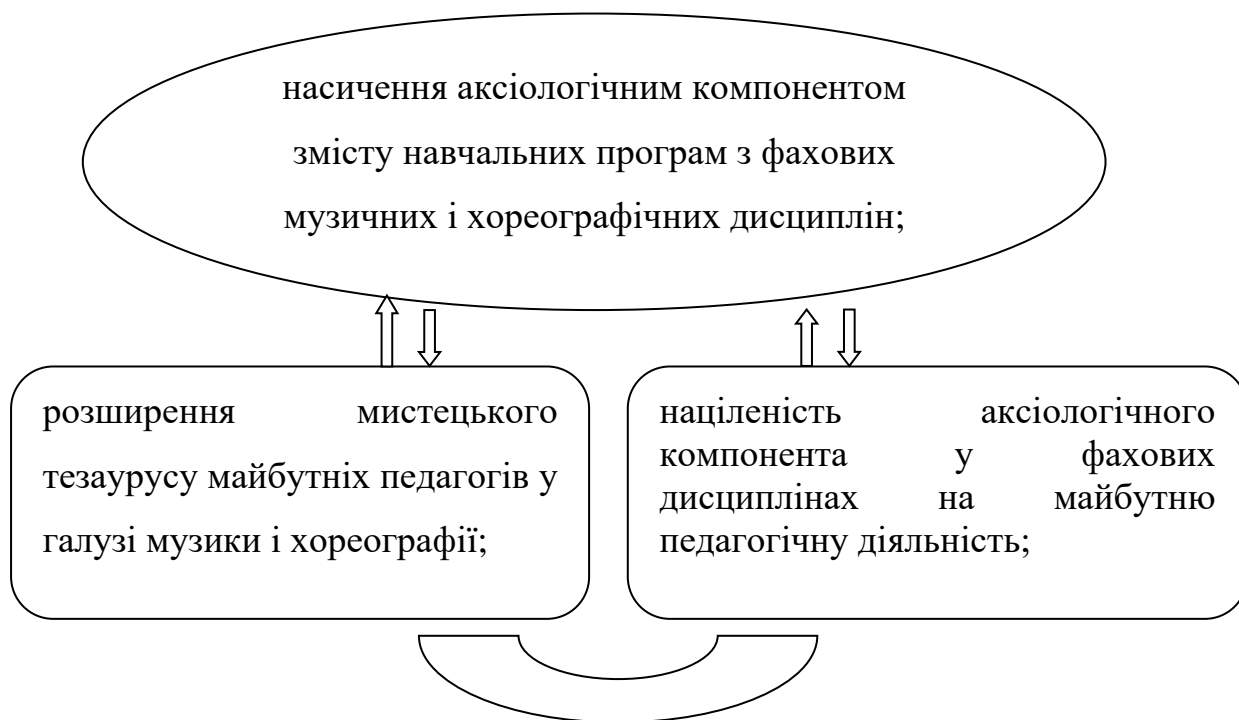 насичення аксіологічним компонентом
змісту навчальних програм з фахових
музичних і хореографічних дисциплін;
розширення мистецького
тезаурусу майбутніх педагогів у
галузі музики і хореографії;
націленість аксіологічного
компонента у фахових
дисциплінах на майбутню
педагогічну діяльність;